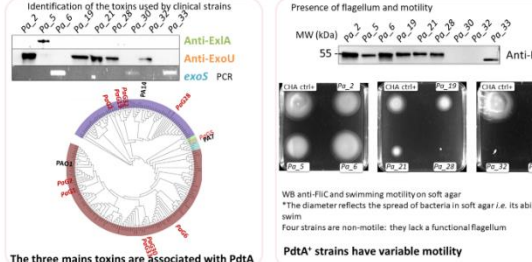 Identification of the toxins used by clinical strains
Pa_2 Pa_5 Pa_6 Pa_19 Pa_21 Pa_28 Pa_30 Pa_32 Pa_33
Anti-ExlA
Anti-ExoU
exoS PCR
PA14
PaG28
PA7
PAO1
PaG2
PaG6
The three mains toxins are associated with PdtA
Presence of flagellum and motility
Pa_2 Pa_5 Pa_6 Pa_19 Pa_21 Pa_28 Pa_30 Pa_32 Pa_33
MW (kDa)
55
Anti-
CHA ctrl+ Pa_2 CHA ctrl+ Pa_19 CHA ctrl+
Pa_5 Pa_6 Pa_21 Pa_28 Pa_32
WB anti-FliC and swimming motility on soft agar
*The diameter reflects the spread of bacteria in soft agar i.e. its abi
swim
Four strains are non-motile: they lack a functional flagellum
PdtA⁺ strains have variable motility